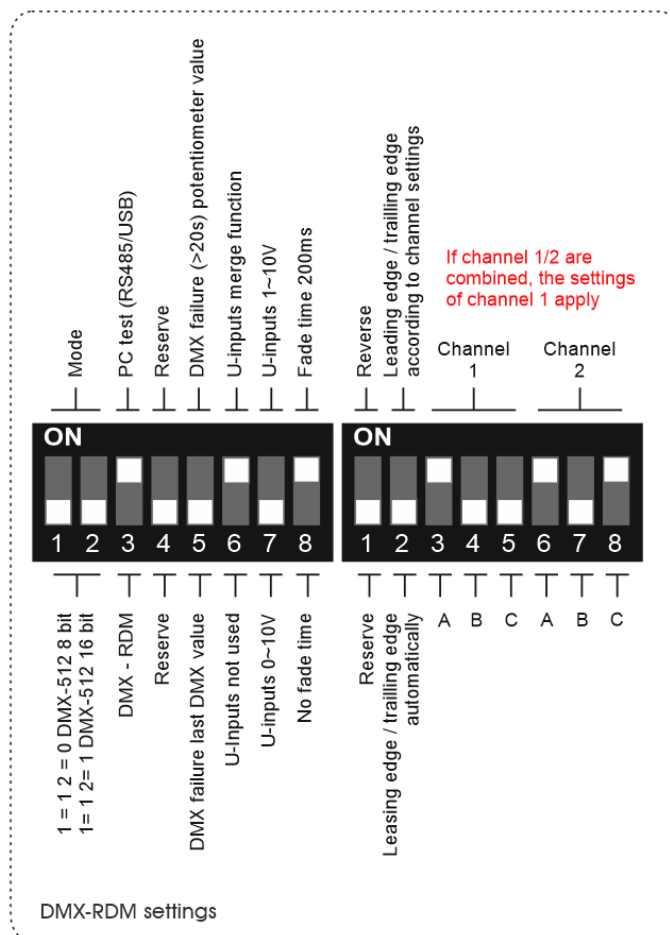 Mode
PC test (RS485/USB)
Reserve
DMX failure (>20s) potentiometer value
U-inputs merge function
U-inputs 1~10V
Fade time 200ms
Reverse
Leading edge / trailling edge
according to channel settings
If channel 1/2 are
combined, the settings
of channel 1 apply
Channel
1
Channel
2
ON
1 2 3 4 5 6 7 8
ON
1 2 3 4 5 6 7 8
1 = 1 2 = 0 DMX-512 8 bit
1= 1 2= 1 DMX-512 16 bit
DMX - RDM
Reserve
DMX failure last DMX value
U-Inputs not used
U-inputs 0~10V
No fade time
Reserve
Leasing edge / trailling edge
automatically
A B C A B C
DMX-RDM settings